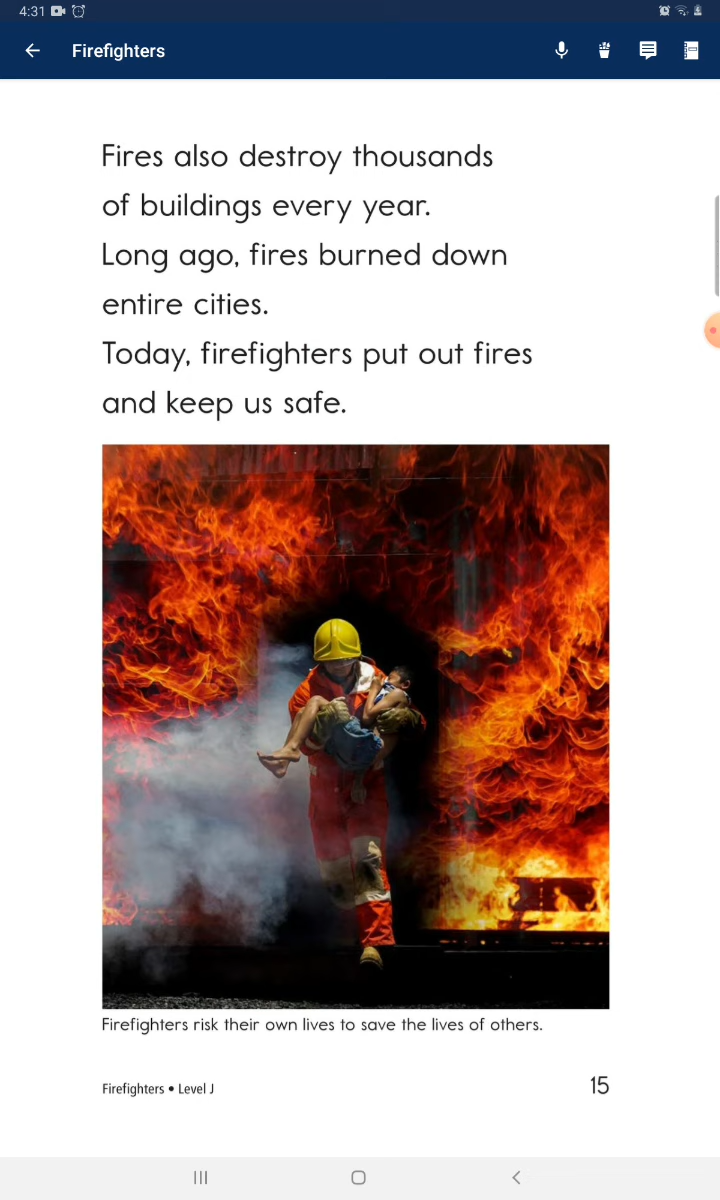 4:31
Firefighters
Fires also destroy thousands
of buildings every year.
Long ago, fires burned down
entire cities.
Today, firefighters put out fires
and keep us safe.
Firefighters risk their own lives to save the lives of others.
Firefighters • Level J
15